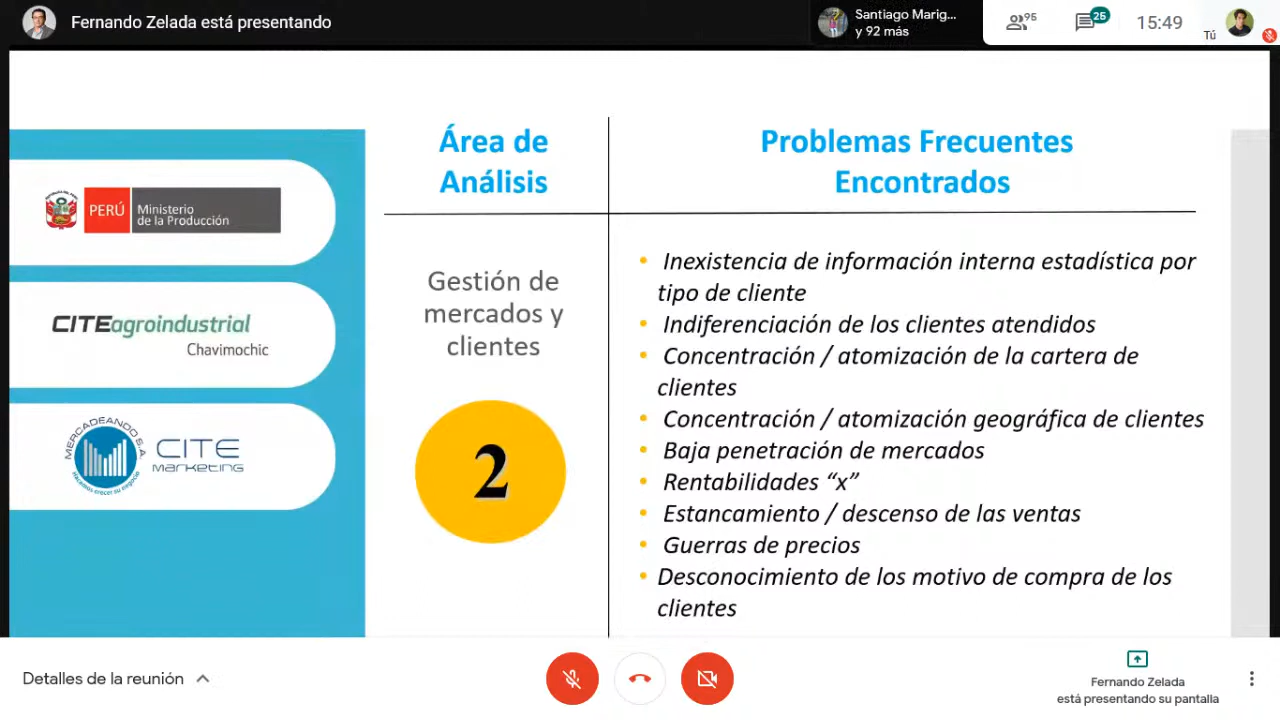 Fernando Zelada está presentando
Santiago Marig...
y 92 más
95
25
15:49
Tú
Área de
Análisis
Problemas Frecuentes
Encontrados
PERÚ
Ministerio
de la Producción
CITEagroindustrial
Chavimochic
MERCADEANDO S.A.
CITE
marketing
Gestión de
mercados y
clientes
2
• Inexistencia de información interna estadística por
tipo de cliente
• Indiferenciación de los clientes atendidos
• Concentración / atomización de la cartera de
clientes
• Concentración / atomización geográfica de clientes
• Baja penetración de mercados
• Rentabilidades “x”
• Estancamiento / descenso de las ventas
• Guerras de precios
• Desconocimiento de los motivo de compra de los
clientes
Detalles de la reunión
Fernando Zelada
está presentando su pantalla